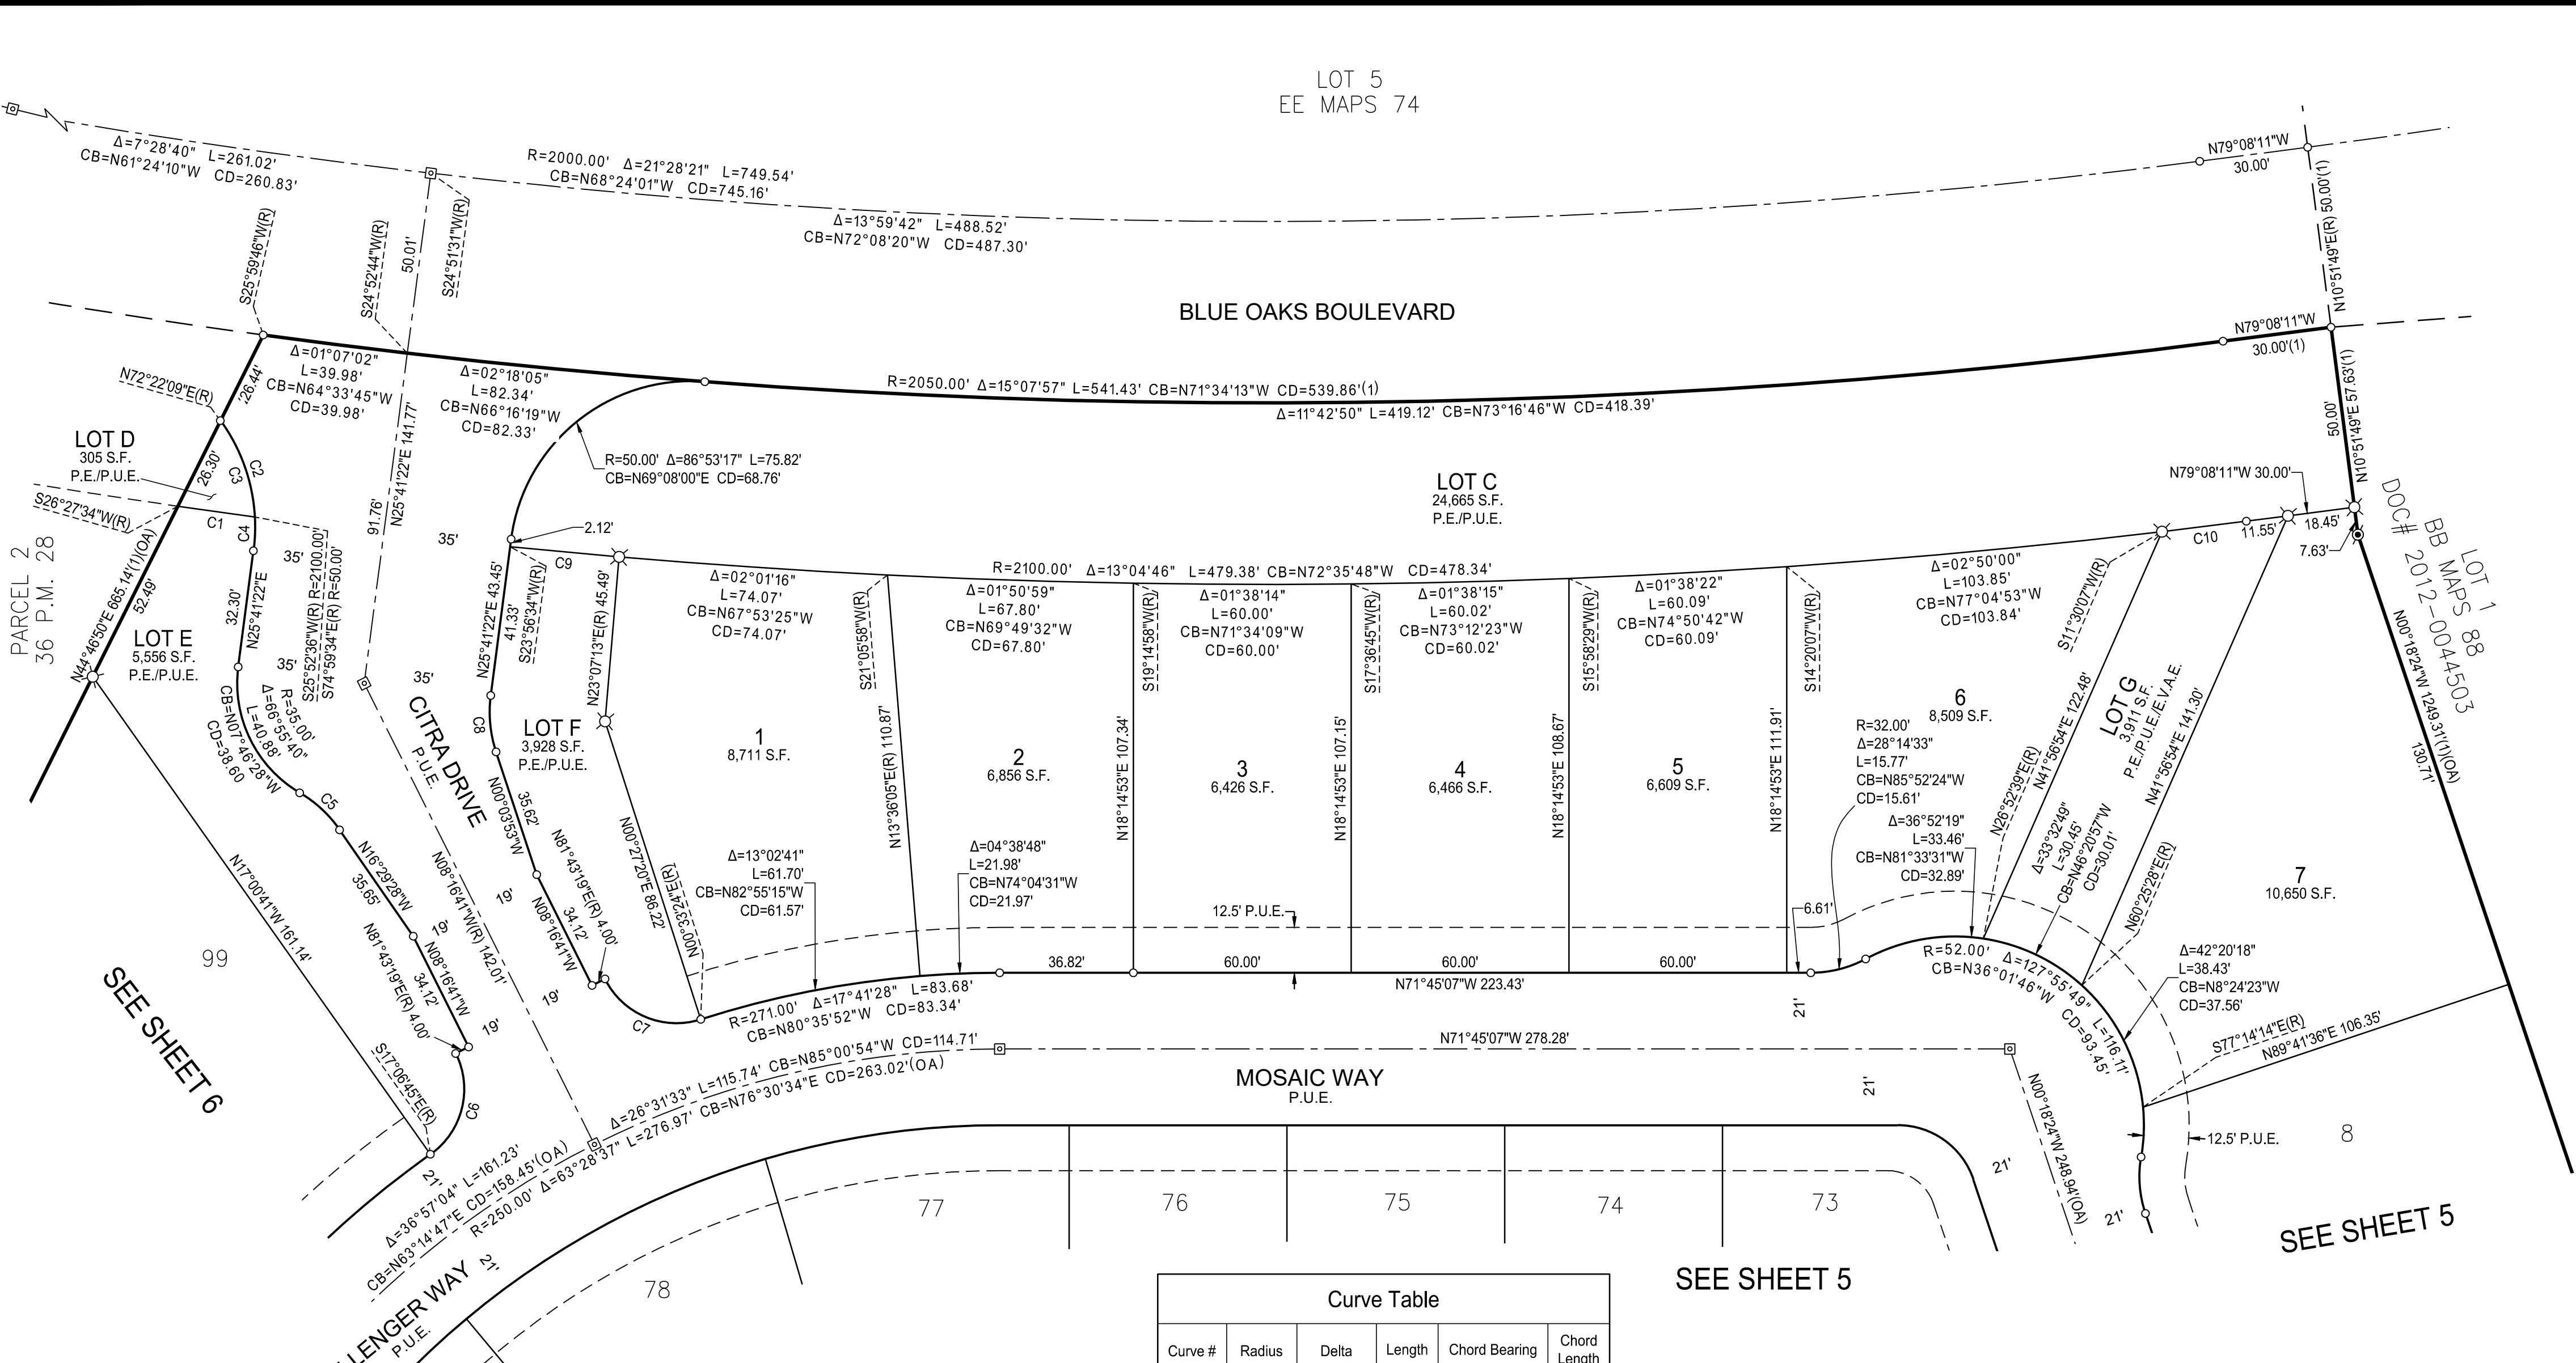 LOT 5
EE MAPS 74
Δ=7°28'40" L=261.02'
CB=N61°24'10"W CD=260.83'
R=2000.00' Δ=21°28'21" L=749.54'
CB=N68°24'01"W CD=745.16'
Δ=13°59'42" L=488.52'
CB=N72°08'20"W CD=487.30'
N79°08'11"W
30.00'
N10°51'49"E(R) 50.00'(1)
S25°59'46"W(R)
S24°52'44"W(R)
50.01'
S24°51'31"W(R)
BLUE OAKS BOULEVARD
N79°08'11"W
30.00'(1)
Δ=01°07'02"
L=39.98'
CB=N64°33'45"W
CD=39.98'
Δ=02°18'05"
L=82.34'
CB=N66°16'19"W
CD=82.33'
R=2050.00' Δ=15°07'57" L=541.43' CB=N71°34'13"W CD=539.86'(1)
Δ=11°42'50" L=419.12' CB=N73°16'46"W CD=418.39'
50.00'
N10°51'49"E 57.63'(1)
N72°22'09"E(R)
26.44'
LOT D
305 S.F.
P.E./P.U.E.
26.30'
C3
C2
S26°27'34"W(R)
C1
C4
35'
91.76'
N25°41'22"E 141.77'
35'
R=50.00' Δ=86°53'17" L=75.82'
CB=N69°08'00"E CD=68.76'
2.12'
LOT C
24,665 S.F.
P.E./P.U.E.
N79°08'11"W 30.00'
C10
11.55'
18.45'
7.63'
DOC# 2012-0044503
BB MAPS 88
LOT 1
PARCEL 2
36 P.M. 28
N44°46'50"E 665.14'(1)(OA)
52.49'
LOT E
5,556 S.F.
P.E./P.U.E.
32.30'
N25°41'22"E
35'
S25°52'36"W(R) R=2100.00'
S74°59'34"E(R) R=50.00'
35'
N25°41'22"E 43.45'
41.33'
S23°56'34"W(R)
C9
N23°07'13"E(R) 45.49'
R=2100.00' Δ=13°04'46" L=479.38' CB=N72°35'48"W CD=478.34'
Δ=02°01'16"
L=74.07'
CB=N67°53'25"W
CD=74.07'
S21°05'58"W(R)
Δ=01°50'59"
L=67.80'
CB=N69°49'32"W
CD=67.80'
S19°14'58"W(R)
Δ=01°38'14"
L=60.00'
CB=N71°34'09"W
CD=60.00'
S17°36'45"W(R)
Δ=01°38'15"
L=60.02'
CB=N73°12'23"W
CD=60.02'
S15°58'29"W(R)
Δ=01°38'22"
L=60.09'
CB=N74°50'42"W
CD=60.09'
S14°20'07"W(R)
Δ=02°50'00"
L=103.85'
CB=N77°04'53"W
CD=103.84'
S11°30'07"W(R)
N00°18'24"W 1249.31'(1)(OA)
130.71'
R=35.00'
Δ=66°55'40"
L=40.88'
CB=N07°46'28"W
CD=38.60
C5
CITRA DRIVE
P.U.E.
C8
LOT F
3,928 S.F.
P.E./P.U.E.
1
8,711 S.F.
N13°36'05"E(R) 110.87'
2
6,856 S.F.
N18°14'53"E 107.34'
3
6,426 S.F.
N18°14'53"E 107.15'
4
6,466 S.F.
N18°14'53"E 108.67'
5
6,609 S.F.
N18°14'53"E 111.91'
6
8,509 S.F.
R=32.00'
Δ=28°14'33"
L=15.77'
CB=N85°52'24"W
CD=15.61'
Δ=36°52'19"
L=33.46'
CB=N81°33'31"W
CD=32.89'
N26°52'39"E(R)
N41°56'54"E 122.48'
LOT G
3,911 S.F.
P.E./P.U.E./E.V.A.E.
N41°56'54"E 141.30'
Δ=33°32'49"
L=30.45'
CB=N46°20'57"W
CD=30.01'
N60°25'28"E(R)
7
10,650 S.F.
35.62'
N00°03'53"W
N81°43'19"E(R) 4.00'
N00°27'20"E 86.22'
N00°33'24"E(R)
Δ=13°02'41"
L=61.70'
CB=N82°55'15"W
CD=61.57'
Δ=04°38'48"
L=21.98'
CB=N74°04'31"W
CD=21.97'
12.5' P.U.E.
6.61'
N16°29'28"W
35.65'
N08°16'41"W(R) 142.01'
19'
34.12'
N08°16'41"W
19'
19'
N08°16'41"W
34.12'
N81°43'19"E(R) 4.00'
19'
N17°00'41"W 161.14'
99
SEE SHEET 6
S17°06'45"E(R)
C6
C7
R=271.00' Δ=17°41'28" L=83.68'
CB=N80°35'52"W CD=83.34'
36.82'
60.00'
60.00'
60.00'
N71°45'07"W 223.43'
21'
R=52.00' Δ=127°55'49" L=116.11'
CB=N36°01'46"W CD=93.45'
Δ=42°20'18"
L=38.43'
CB=N8°24'23"W
CD=37.56'
S77°14'14"E(R)
N89°41'36"E 106.35'
Δ=26°31'33" L=115.74' CB=N85°00'54"W CD=114.71'
R=250.00' Δ=63°28'37" L=276.97' CB=N76°30'34"E CD=263.02'(OA)
Δ=36°57'04" L=161.23'
CB=N63°14'47"E CD=158.45'(OA)
N71°45'07"W 278.28'
MOSAIC WAY
P.U.E.
21'
N00°18'24"W 248.94'(OA)
21'
21'
12.5' P.U.E.
8
21'
21'
LLENGER WAY
P.U.E.
78
77
76
75
74
73
SEE SHEET 5
SEE SHEET 5
Curve Table
Curve # Radius Delta Length Chord Bearing Chord Length